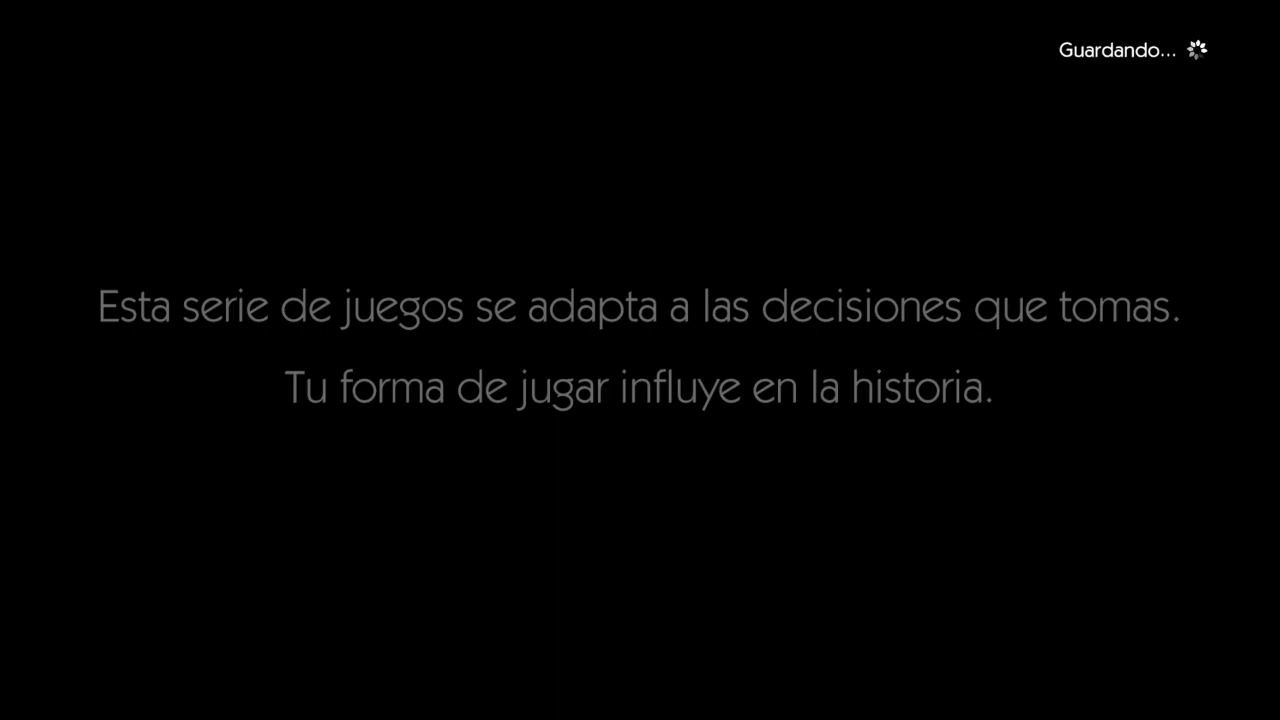 Guardando...
Esta serie de juegos se adapta a las decisiones que tomas.
Tu forma de jugar influye en la historia.